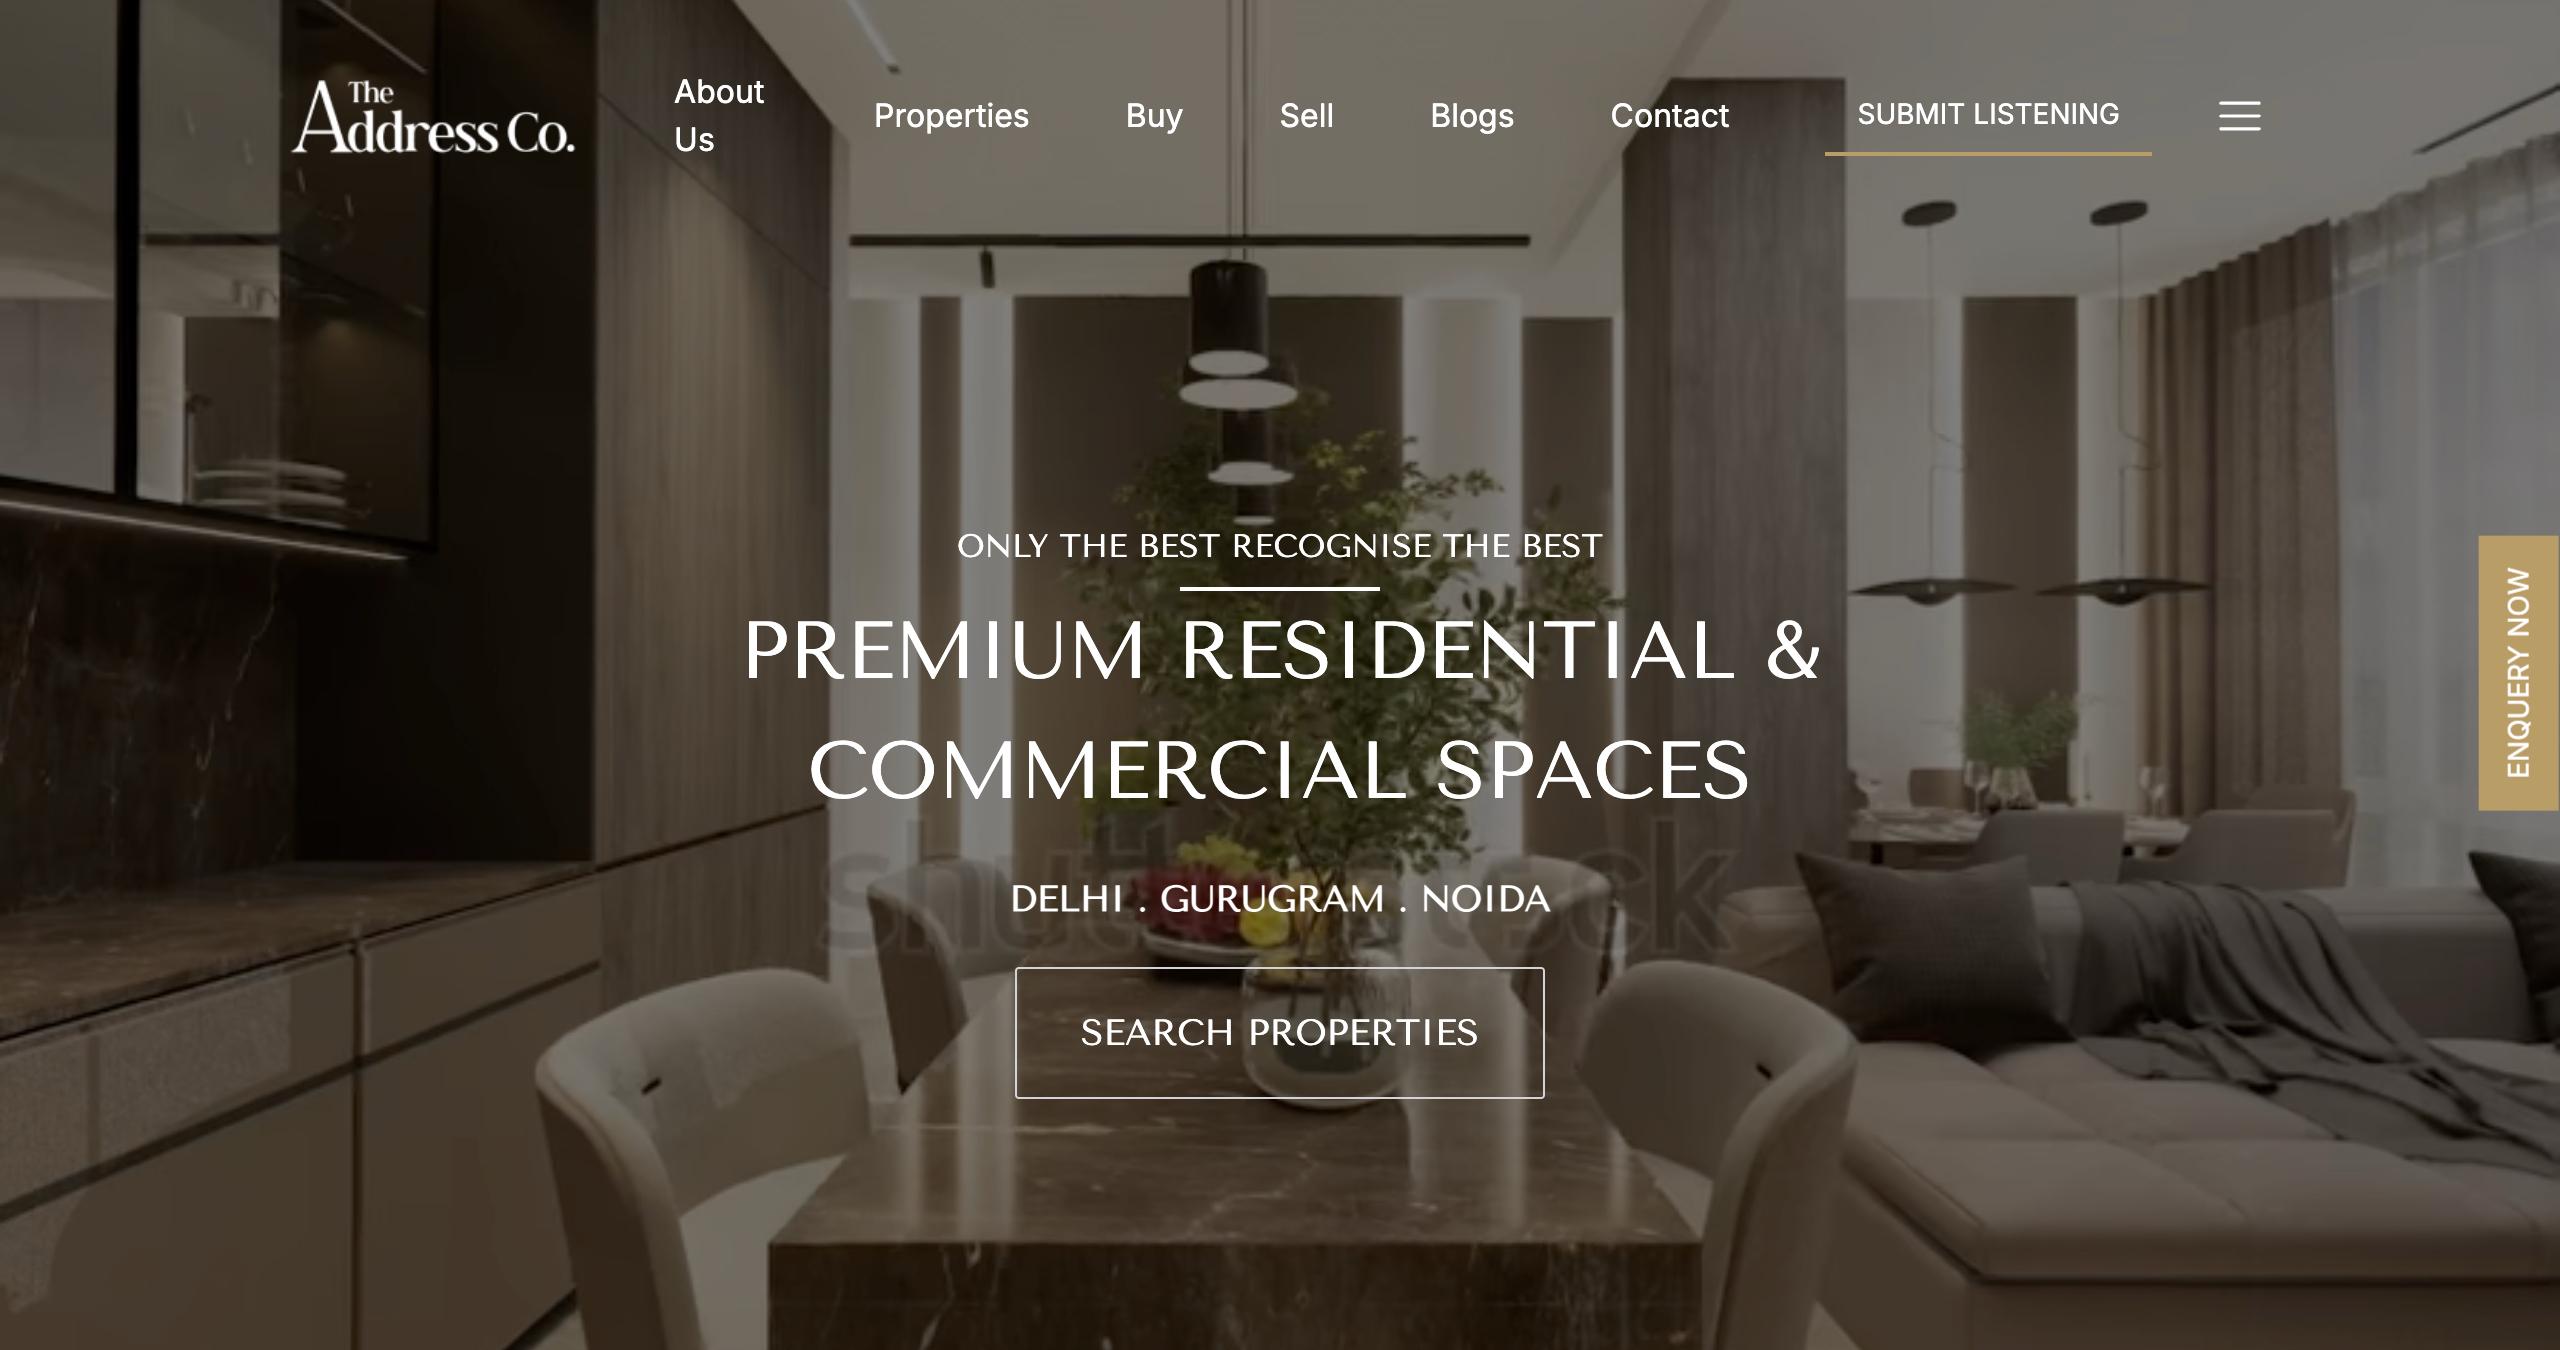 The
Address Co.
About
Us
Properties
Buy
Sell
Blogs
Contact
SUBMIT LISTENING
ONLY THE BEST RECOGNISE THE BEST
PREMIUM RESIDENTIAL &
COMMERCIAL SPACES
ENQUERY NOW
shutterstock
DELHI . GURUGRAM . NOIDA
SEARCH PROPERTIES